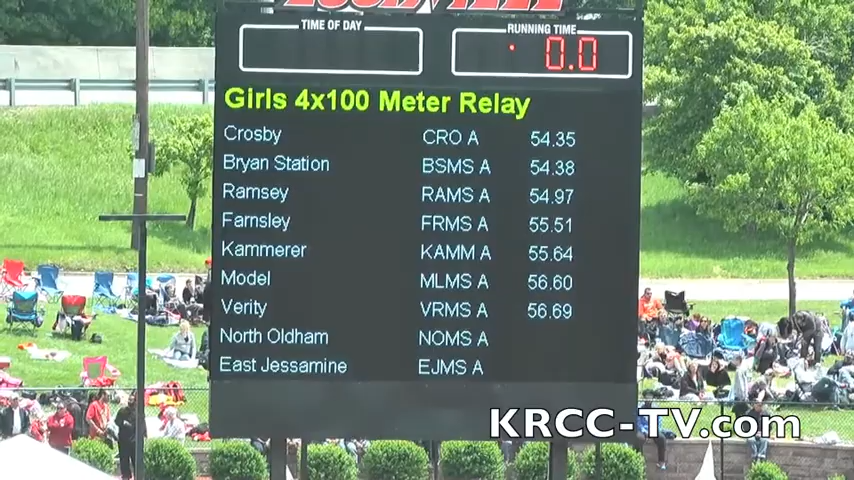 LOUISVILLE
TIME OF DAY
RUNNING TIME
0.0
Girls 4x100 Meter Relay
Crosby CRO A 54.35
Bryan Station BSMS A 54.38
Ramsey RAMS A 54.97
Farnsley FRMS A 55.51
Kammerer KAMM A 55.64
Model MLMS A 56.60
Verity VRMS A 56.69
North Oldham NOMS A
East Jessamine EJMS A
KRCC-TV.com